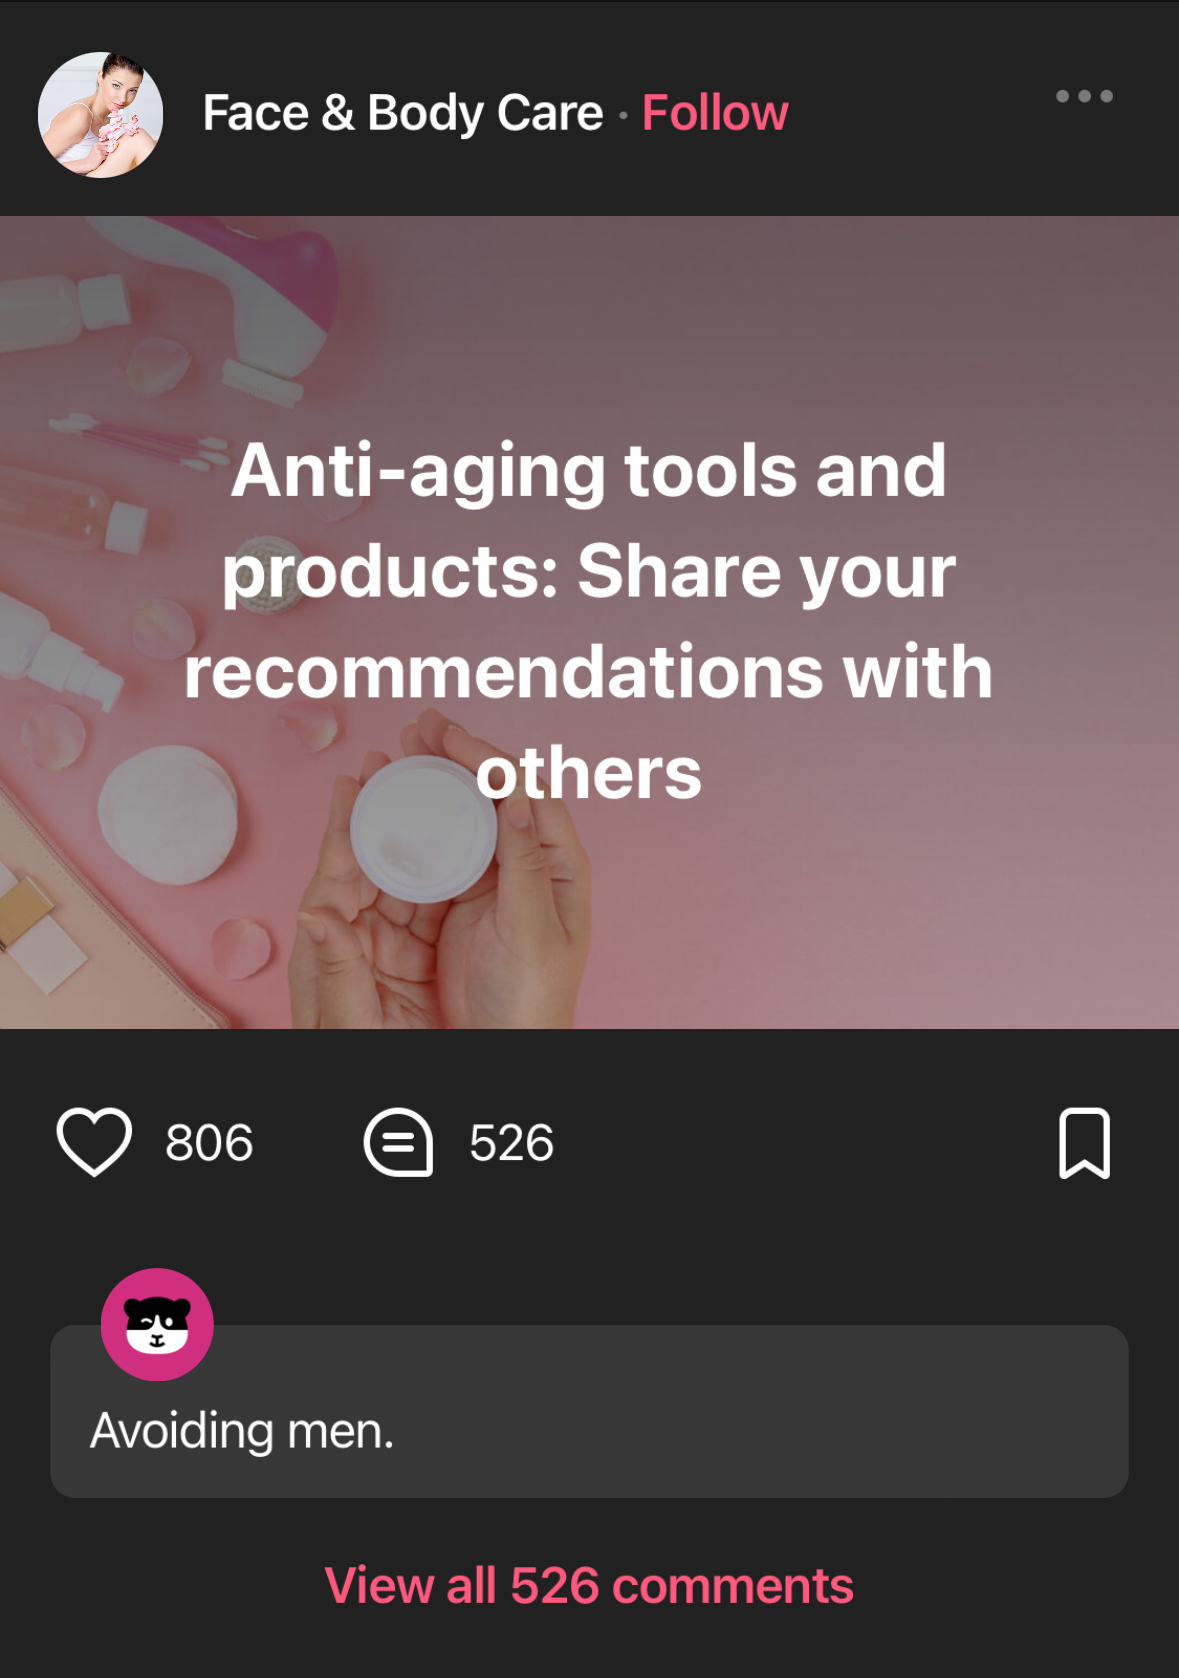 Face & Body Care · Follow
Anti-aging tools and
products: Share your
recommendations with
others
806 526
Avoiding men.
View all 526 comments